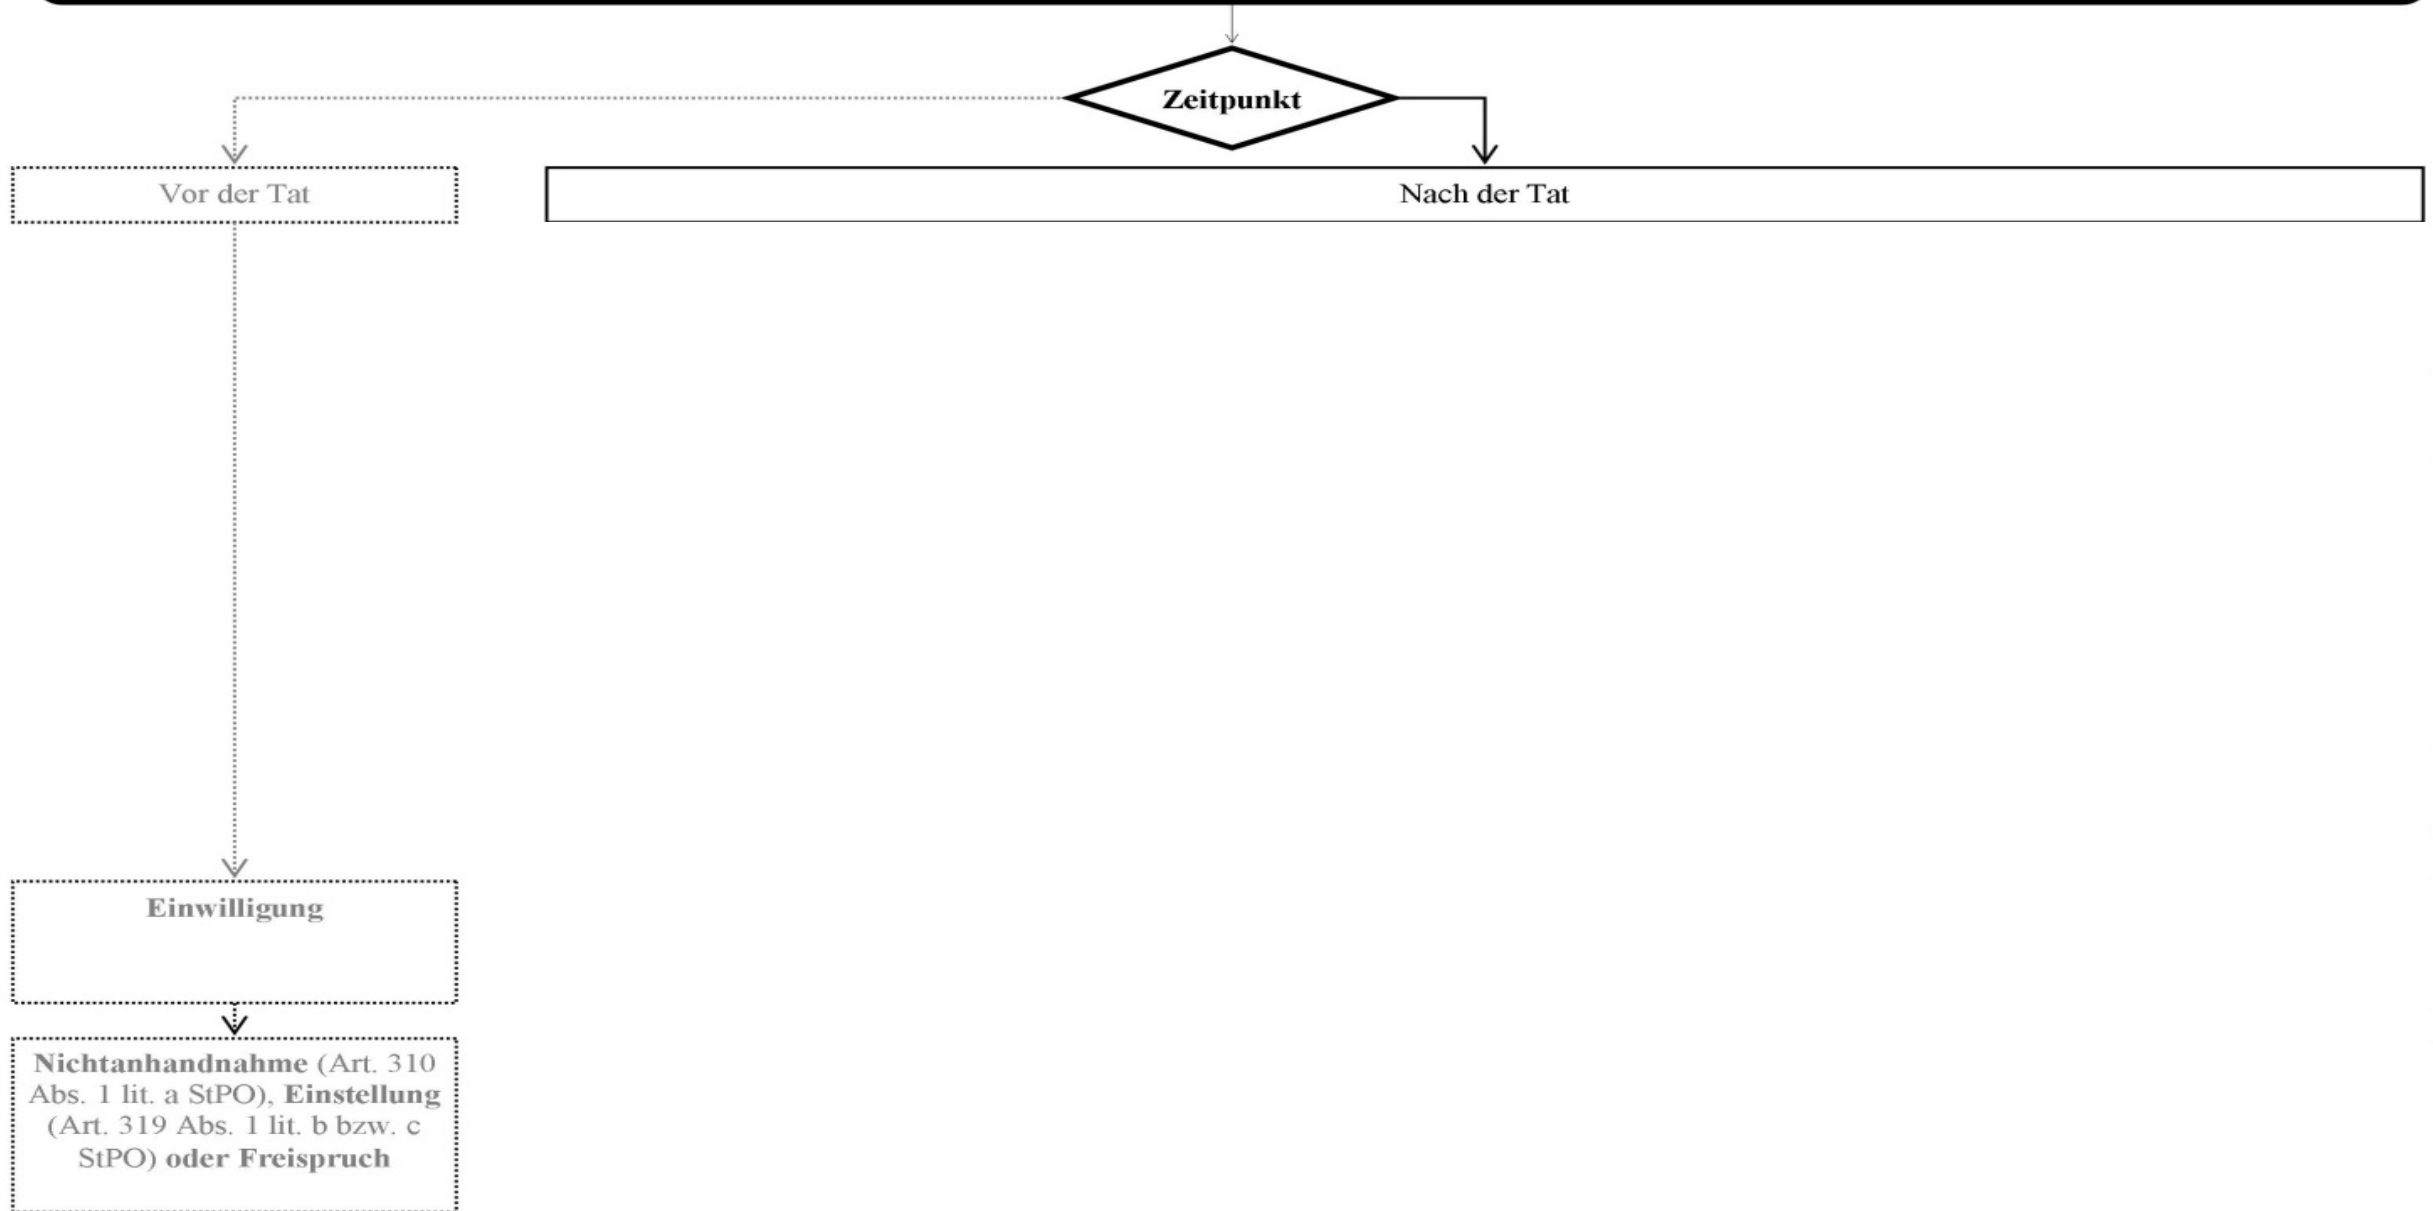 Zeitpunkt
Vor der Tat
Nach der Tat
Einwilligung
Nichtanhandnahme (Art. 310
Abs. 1 lit. a StPO), Einstellung
(Art. 319 Abs. 1 lit. b bzw. c
StPO) oder Freispruch